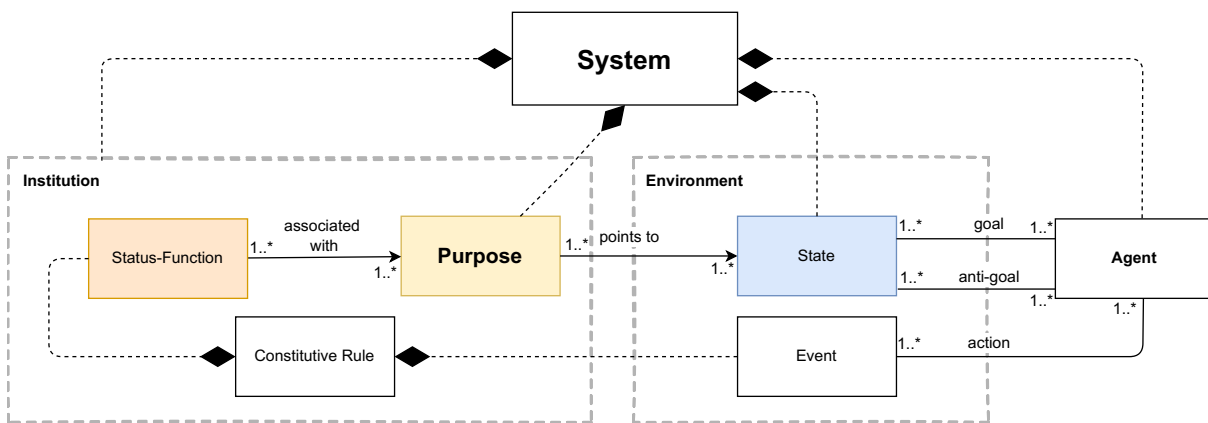 System
Institution
Environment
Status-Function
1..*
associated
with
1..*
Purpose
1..*
points to
1..*
State
1..*
goal
1..*
1..*
anti-goal
1..*
Agent
1..*
Constitutive Rule
Event
1..*
action